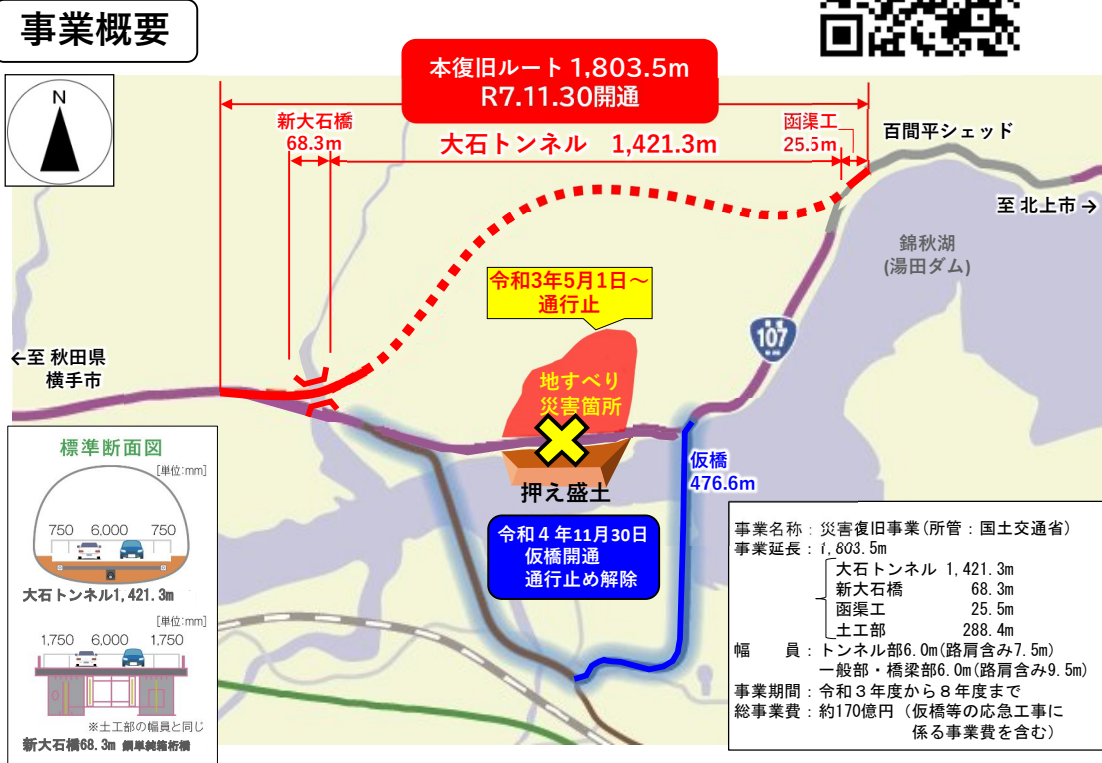 事業概要
N
本復旧ルート 1,803.5m
R7.11.30開通
新大石橋
68.3m
大石トンネル 1,421.3m
函渠工
25.5m
百間平シェッド
至 北上市 →
錦秋湖
(湯田ダム)
令和3年5月1日～
通行止
107
←至 秋田県
横手市
地すべり
災害箇所
仮橋
476.6m
押え盛土
令和４年11月30日
仮橋開通
通行止め解除
標準断面図
[単位:mm]
750 6,000 750
大石トンネル1,421.3m
[単位:mm]
1,750 6,000 1,750
※土工部の幅員と同じ
新大石橋68.3m 鋼単純箱桁橋
事業名称：災害復旧事業(所管：国土交通省)
事業延長：1,803.5m
大石トンネル 1,421.3m
新大石橋 68.3m
函渠工 25.5m
土工部 288.4m
幅　　員：トンネル部6.0m(路肩含み7.5m)
一般部・橋梁部6.0m(路肩含み9.5m)
事業期間：令和３年度から８年度まで
総事業費：約170億円（仮橋等の応急工事に
係る事業費を含む）